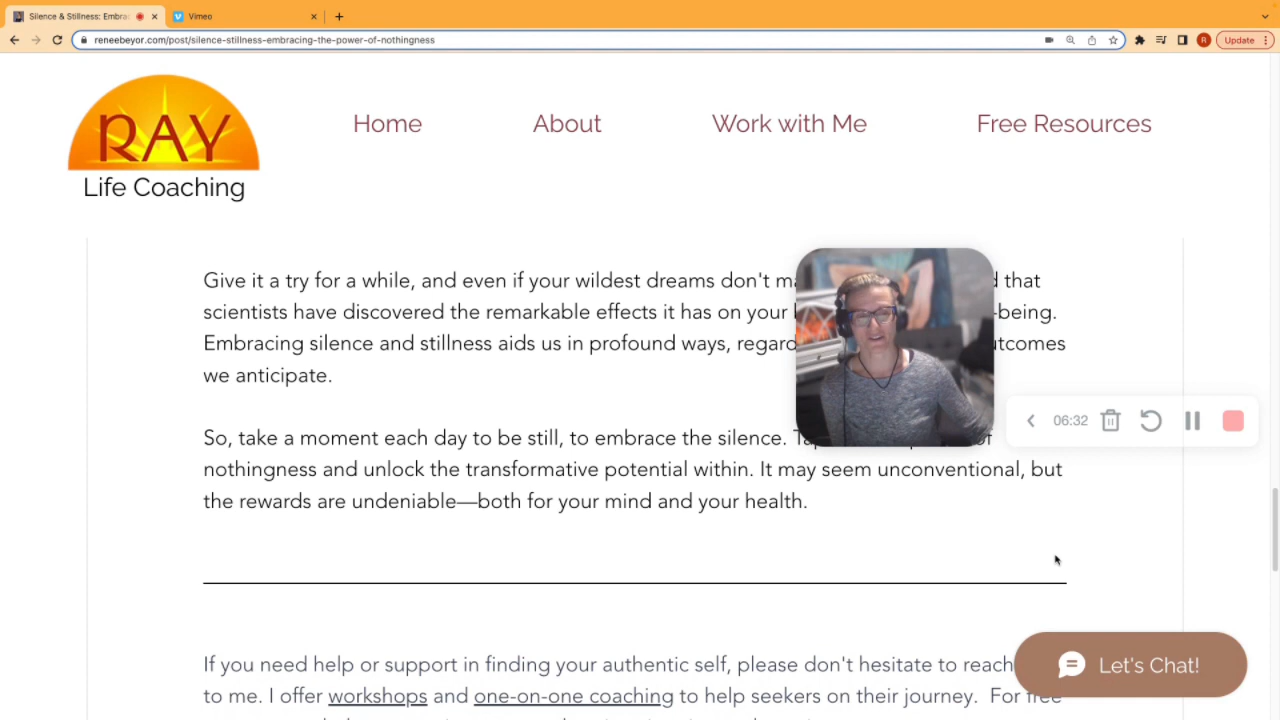 Silence & Stillness: Embra
Vimeo
reneebeyor.com/post/silence-stillness-embracing-the-power-of-nothingness
R
Update
RAY
Life Coaching
Home
About
Work with Me
Free Resources
Give it a try for a while, and even if your wildest dreams don't that
scientists have discovered the remarkable effects it has on your -being.
Embracing silence and stillness aids us in profound ways,
we anticipate.
So, take a moment each day to be still, to embrace the silence. of
nothingness and unlock the transformative potential within. It may seem unconventional, but
the rewards are undeniable—both for your mind and your health.
06:32
If you need help or support in finding your authentic self, please don't hesitate to reach
to me. I offer workshops and one-on-one coaching to help seekers on their journey. For free
Let's Chat!